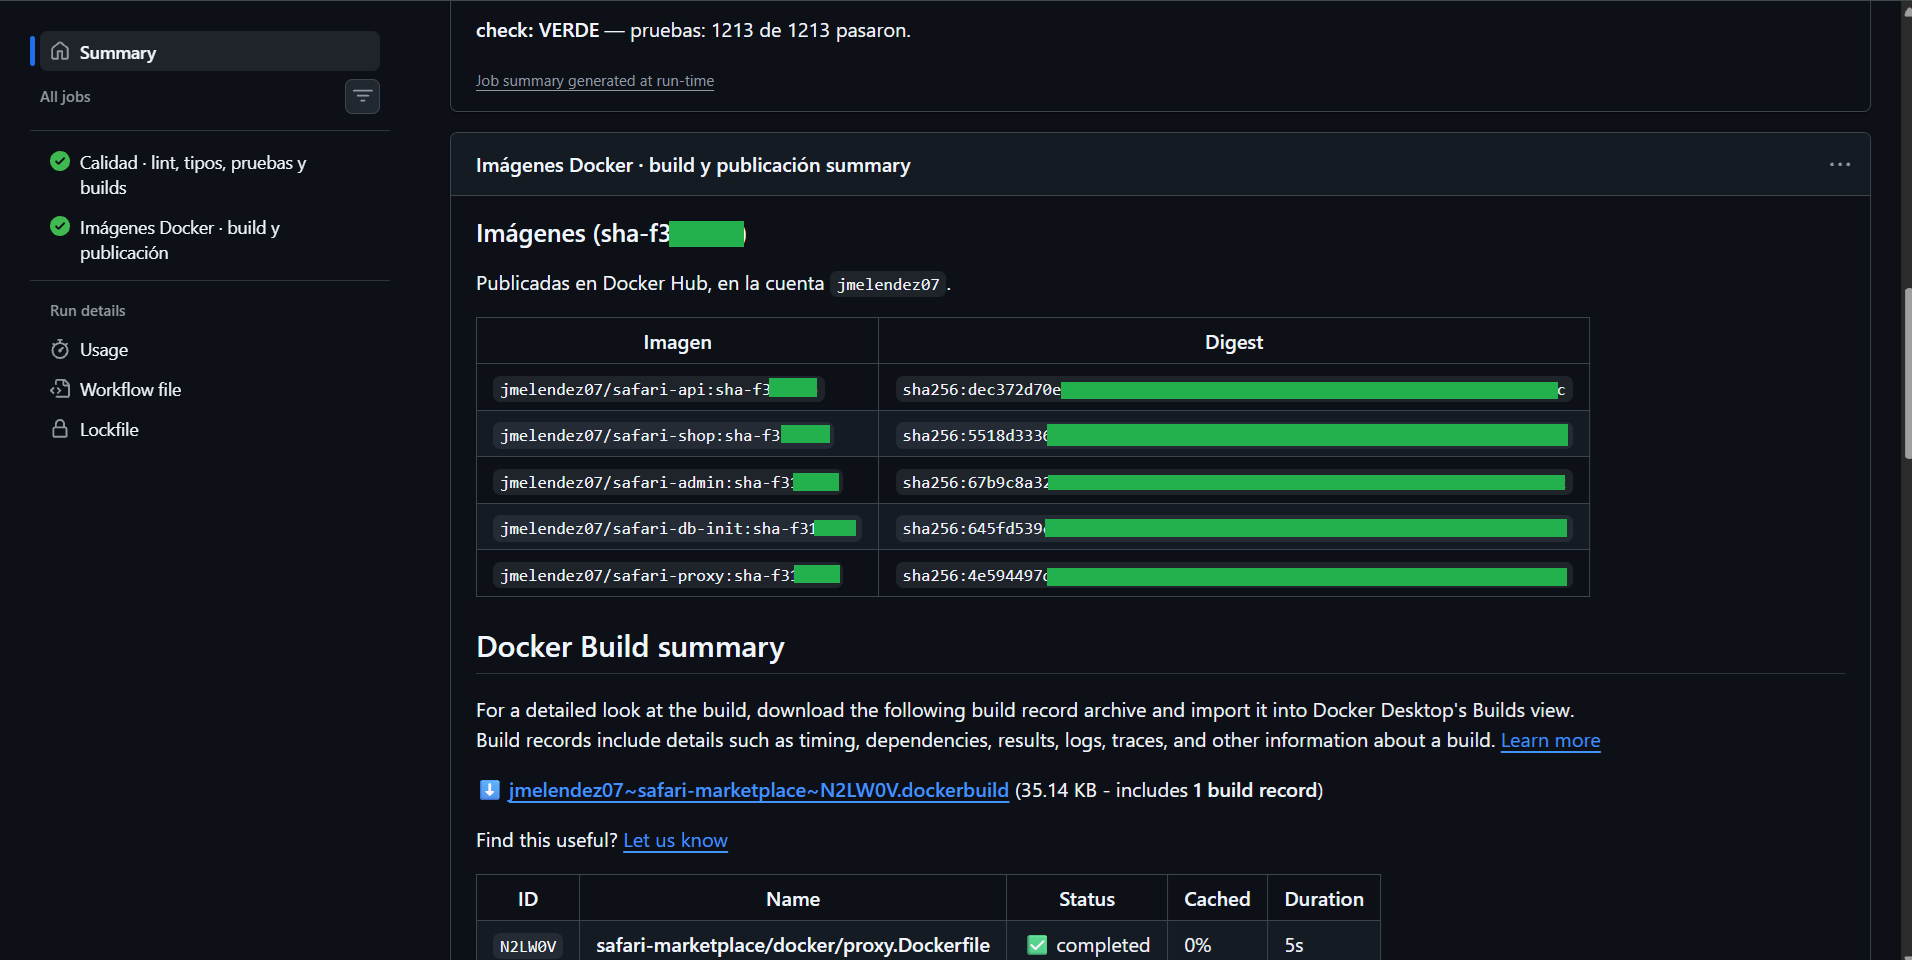 Summary
All jobs
Calidad · lint, tipos, pruebas y
builds
Imágenes Docker · build y
publicación
Run details
Usage
Workflow file
Lockfile
check: VERDE — pruebas: 1213 de 1213 pasaron.
Job summary generated at run-time
Imágenes Docker · build y publicación summary
Imágenes (sha-f3 )
Publicadas en Docker Hub, en la cuenta jmelendez07.
Imagen Digest
jmelendez07/safari-api:sha-f3 sha256:dec372d70e c
jmelendez07/safari-shop:sha-f3 sha256:5518d3336
jmelendez07/safari-admin:sha-f31 sha256:67b9c8a32
jmelendez07/safari-db-init:sha-f31 sha256:645fd539
jmelendez07/safari-proxy:sha-f31 sha256:4e594497
Docker Build summary
For a detailed look at the build, download the following build record archive and import it into Docker Desktop's Builds view.
Build records include details such as timing, dependencies, results, logs, traces, and other information about a build. Learn more
jmelendez07~safari-marketplace~N2LW0V.dockerbuild (35.14 KB - includes 1 build record)
Find this useful? Let us know
ID Name Status Cached Duration
N2LW0V safari-marketplace/docker/proxy.Dockerfile completed 0% 5s